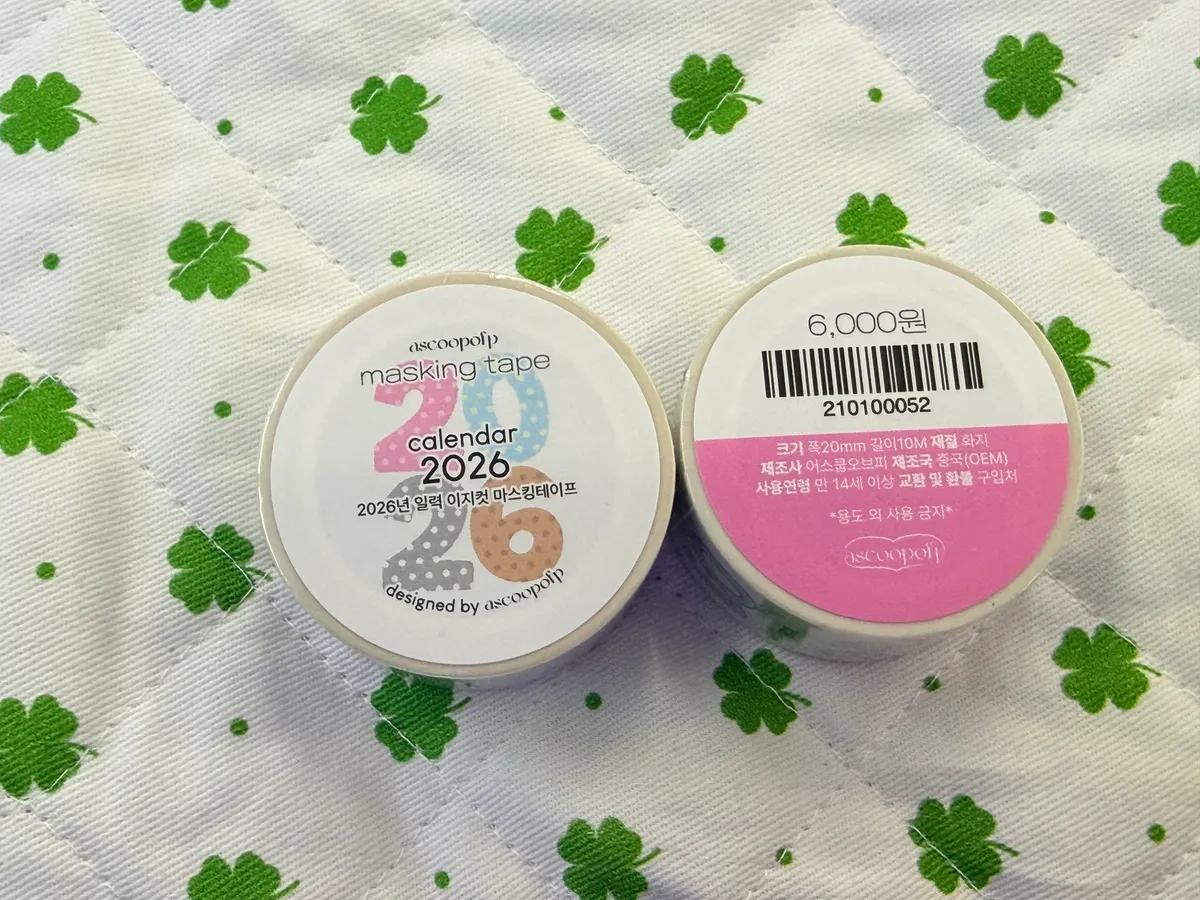 ascoopofp
masking tape
20
calendar
2026
2026년 일력 이지컷 마스킹테이프
26
designed by ascoopofp
6,000원
210100052
크기 폭20mm 길이10M 재질 화지
제조사 어스쿱오브피 제조국 중국(OEM)
사용연령 만 14세 이상 교환 및 환불 구입처
*용도 외 사용 금지*
ascoopofp